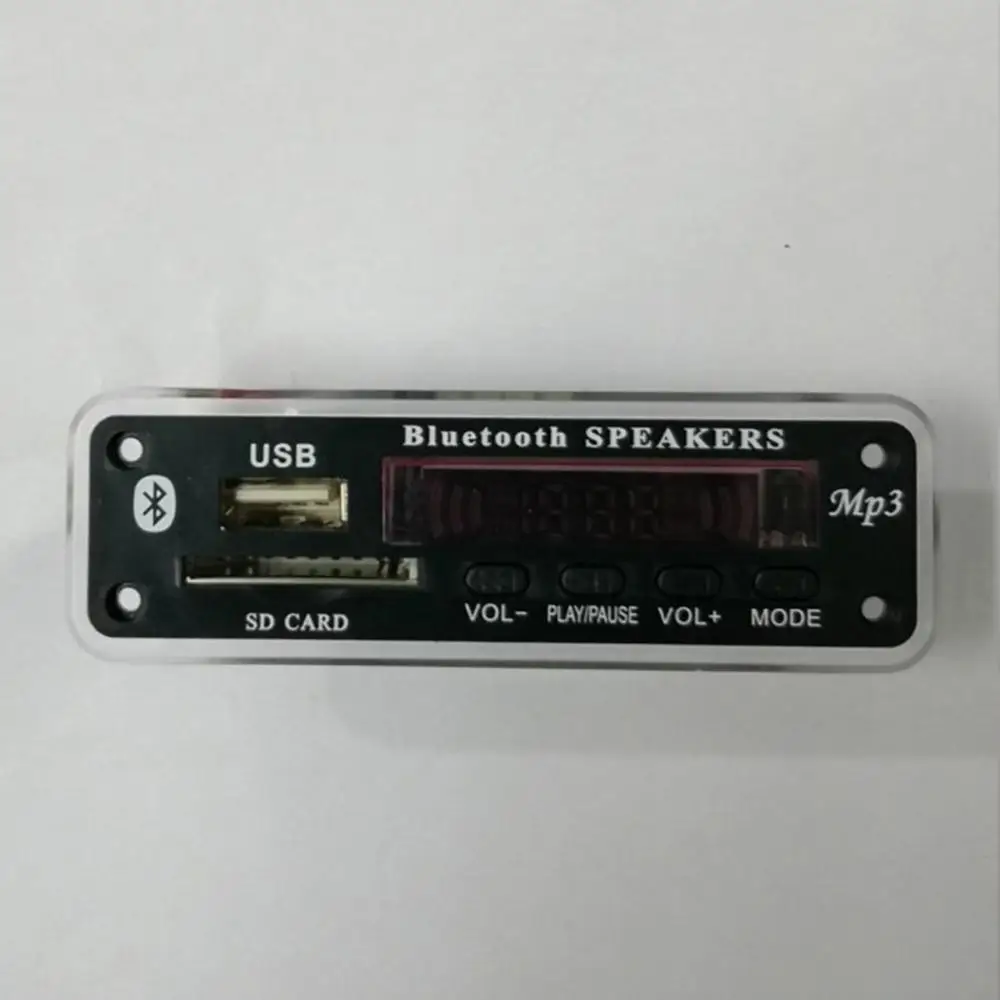 Bluetooth SPEAKERS
USB
Mp3
SD CARD
VOL-
PLAY/PAUSE
VOL+
MODE